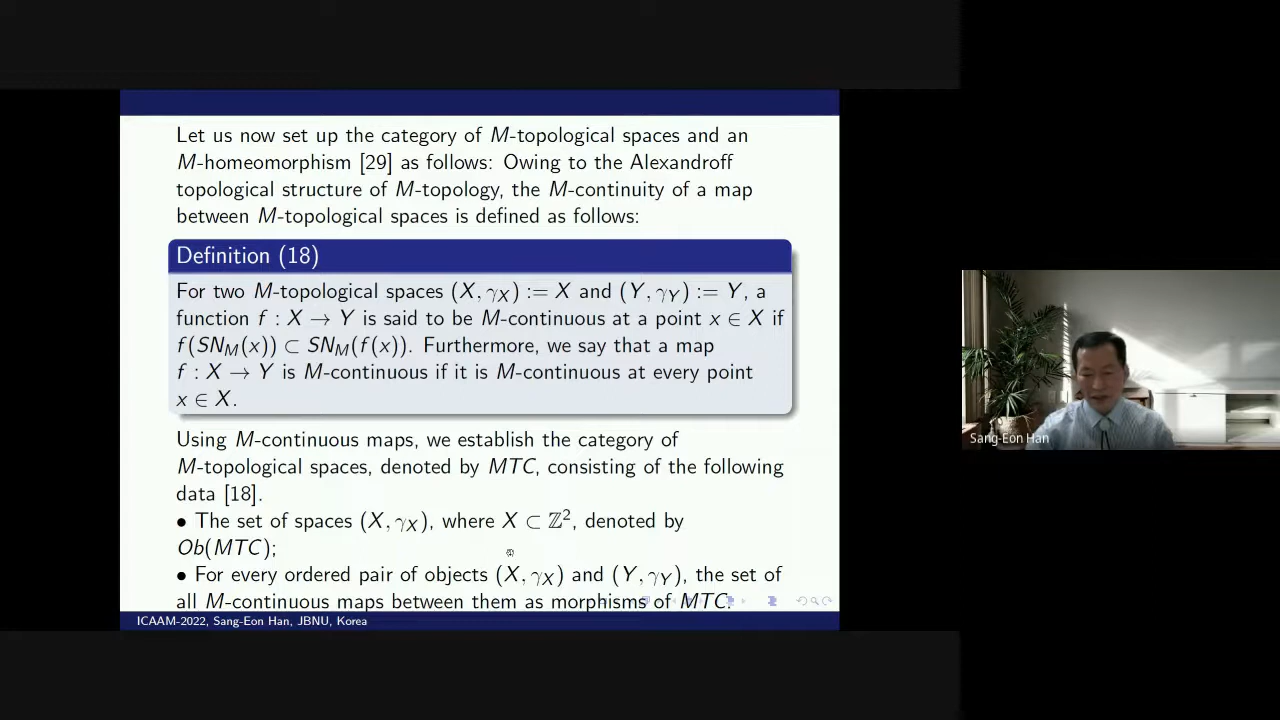 Let us now set up the category of M-topological spaces and an
M-homeomorphism [29] as follows: Owing to the Alexandroff
topological structure of M-topology, the M-continuity of a map
between M-topological spaces is defined as follows:
Definition (18)
For two M-topological spaces (X, γ_X) := X and (Y, γ_Y) := Y, a
function f : X → Y is said to be M-continuous at a point x ∈ X if
f(SN_M(x)) ⊂ SN_M(f(x)). Furthermore, we say that a map
f : X → Y is M-continuous if it is M-continuous at every point
x ∈ X.
Using M-continuous maps, we establish the category of
M-topological spaces, denoted by MTC, consisting of the following
data [18].
• The set of spaces (X, γ_X), where X ⊂ ℤ², denoted by
Ob(MTC);
• For every ordered pair of objects (X, γ_X) and (Y, γ_Y), the set of
all M-continuous maps between them as morphisms of MTC.
ICAAM-2022, Sang-Eon Han, JBNU, Korea
Sang-Eon Han